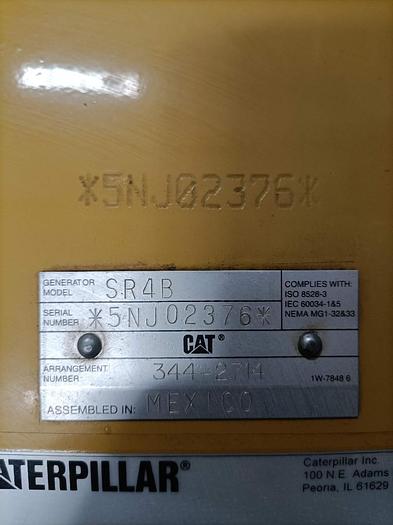 *5NJ02376*
GENERATOR MODEL SR4B
SERIAL NUMBER *5NJ02376*
COMPLIES WITH:
ISO 8528-3
IEC 60034-1&5
NEMA MG1-32&33
CAT®
ARRANGEMENT NUMBER 344-2714
1W-7848 6
ASSEMBLED IN: MEXICO
CATERPILLAR®
Caterpillar Inc.
100 N.E. Adams
Peoria, IL 61629